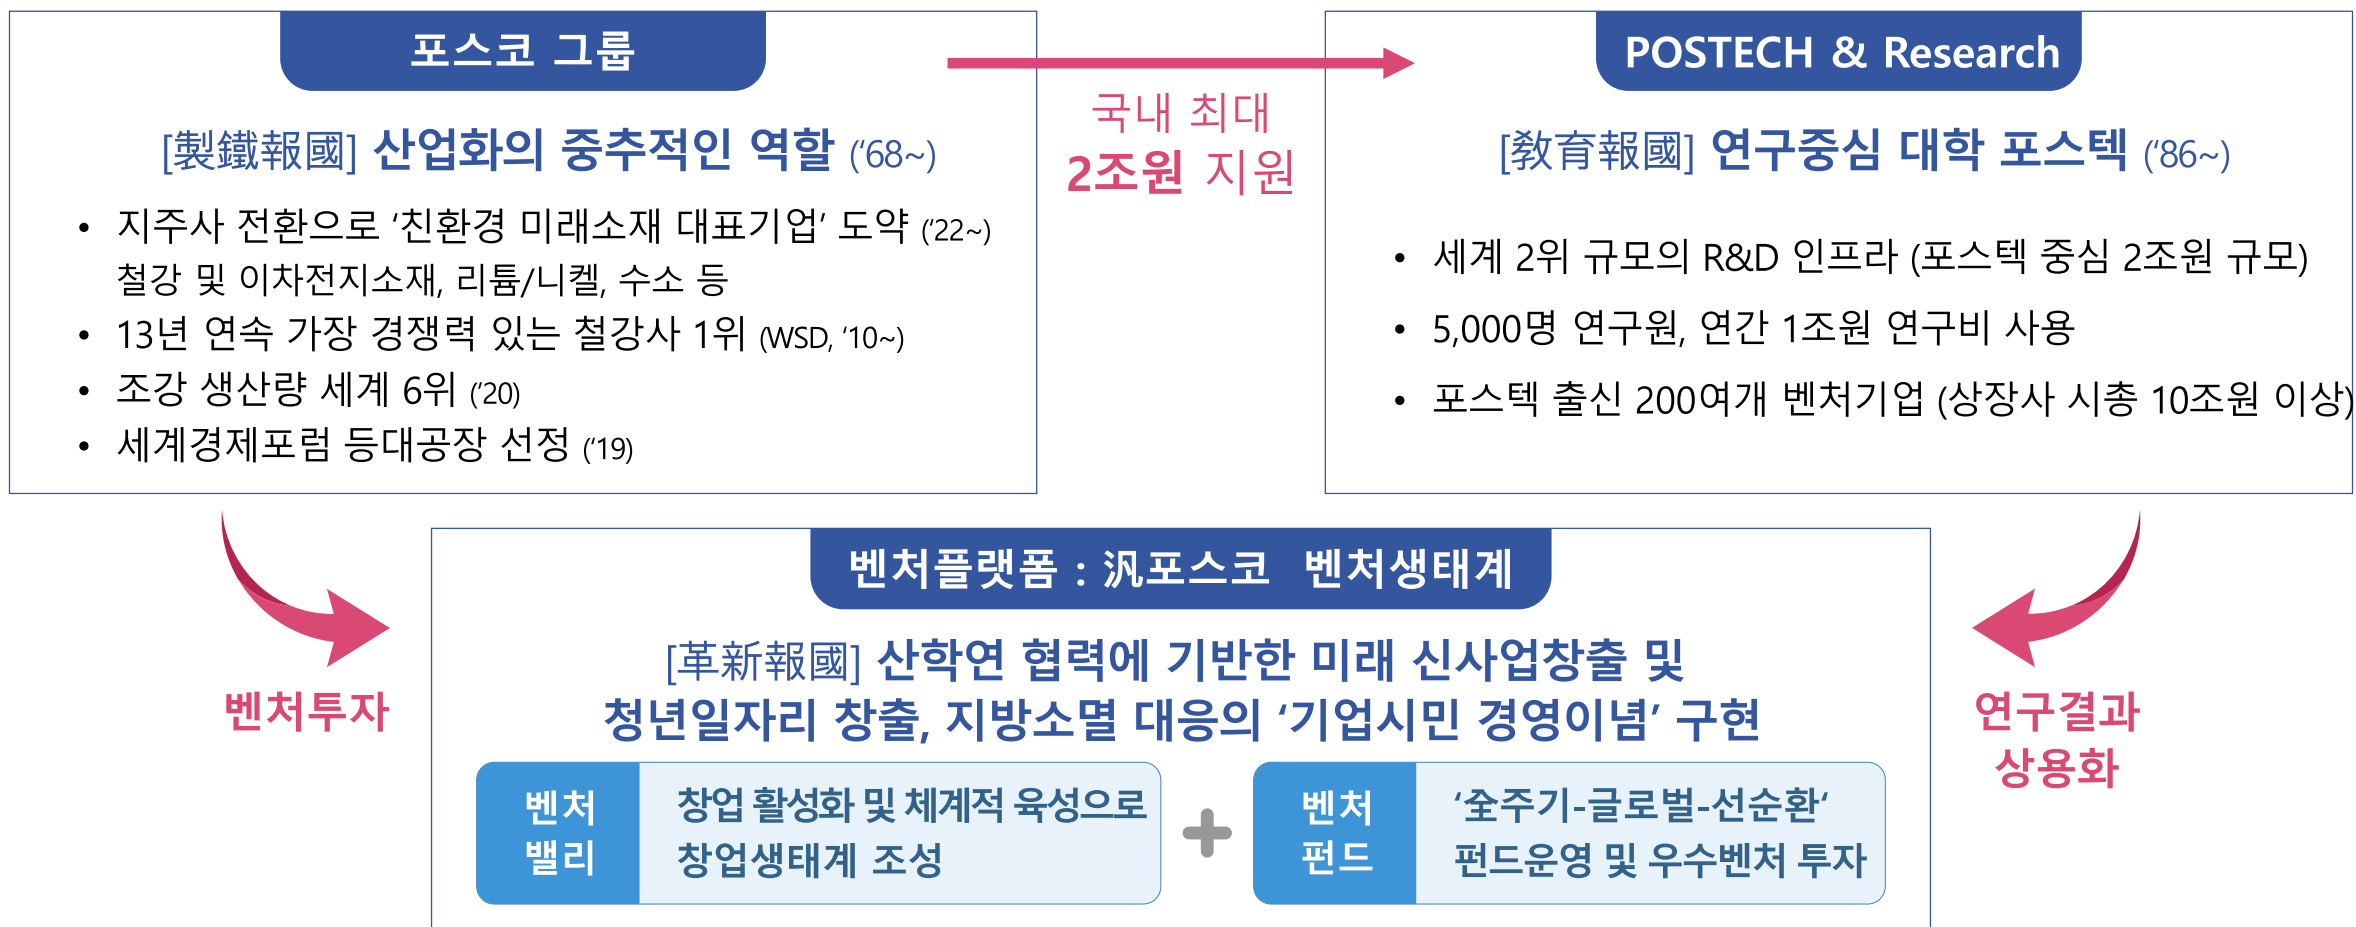 포스코 그룹
[製鐵報國] 산업화의 중추적인 역할 (‘68~)
• 지주사 전환으로 ‘친환경 미래소재 대표기업’ 도약 (‘22~)
철강 및 이차전지소재, 리튬/니켈, 수소 등
• 13년 연속 가장 경쟁력 있는 철강사 1위 (WSD, ‘10~)
• 조강 생산량 세계 6위 (‘20)
• 세계경제포럼 등대공장 선정 (‘19)
국내 최대
2조원 지원
POSTECH & Research
[敎育報國] 연구중심 대학 포스텍 (‘86~)
• 세계 2위 규모의 R&D 인프라 (포스텍 중심 2조원 규모)
• 5,000명 연구원, 연간 1조원 연구비 사용
• 포스텍 출신 200여개 벤처기업 (상장사 시총 10조원 이상)
벤처투자
벤처플랫폼 : 汎포스코 벤처생태계
[革新報國] 산학연 협력에 기반한 미래 신사업창출 및
청년일자리 창출, 지방소멸 대응의 ‘기업시민 경영이념’ 구현
벤처
밸리
창업 활성화 및 체계적 육성으로
창업생태계 조성
벤처
펀드
‘全주기-글로벌-선순환‘
펀드운영 및 우수벤처 투자
연구결과
상용화